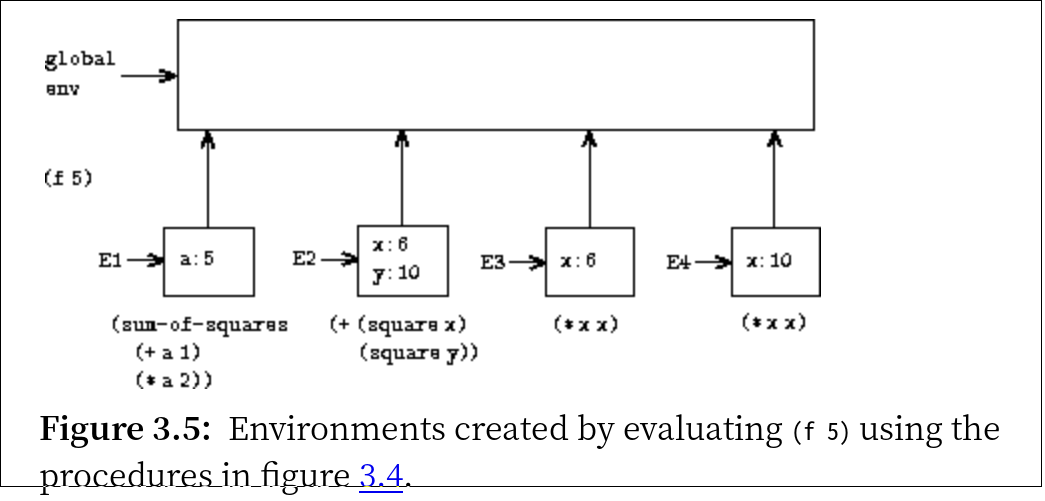 global
env
(f 5)
E1
a: 5
E2
x: 6
y: 10
E3
x: 6
E4
x: 10
(sum-of-squares
(+ a 1)
(* a 2))
(+ (square x)
(square y))
(* x x)
(* x x)
Figure 3.5: Environments created by evaluating (f 5) using the
procedures in figure 3.4.